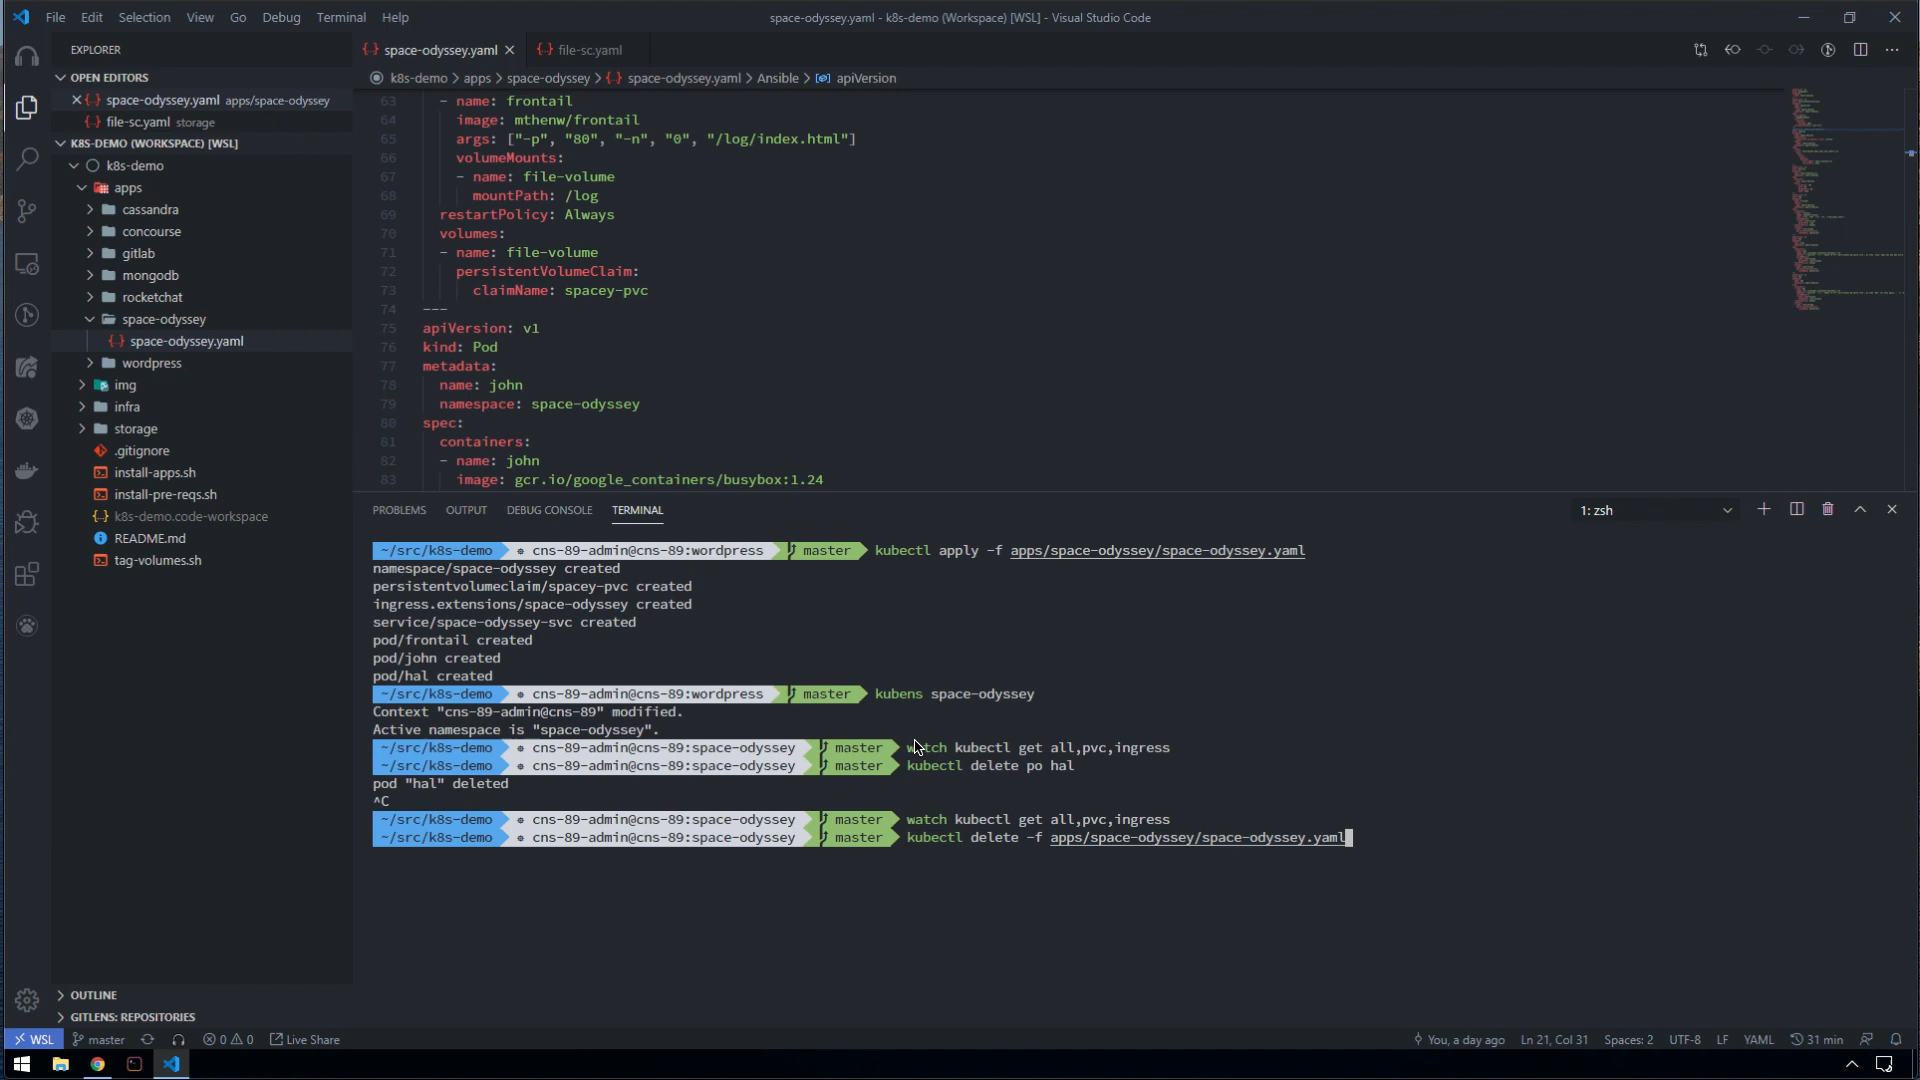 File Edit Selection View Go Debug Terminal Help
space-odyssey.yaml - k8s-demo (Workspace) [WSL] - Visual Studio Code
EXPLORER
OPEN EDITORS
space-odyssey.yaml apps/space-odyssey
file-sc.yaml storage
K8S-DEMO (WORKSPACE) [WSL]
k8s-demo
apps
cassandra
concourse
gitlab
mongodb
rocketchat
space-odyssey
space-odyssey.yaml
wordpress
img
infra
storage
.gitignore
install-apps.sh
install-pre-reqs.sh
k8s-demo.code-workspace
README.md
tag-volumes.sh
OUTLINE
GITLENS: REPOSITORIES
space-odyssey.yaml
file-sc.yaml
k8s-demo > apps > space-odyssey > space-odyssey.yaml > Ansible > apiVersion
63 - name: frontail
64 image: mthenw/frontail
65 args: ["-p", "80", "-n", "0", "/log/index.html"]
66 volumeMounts:
67 - name: file-volume
68 mountPath: /log
69 restartPolicy: Always
70 volumes:
71 - name: file-volume
72 persistentVolumeClaim:
73 claimName: spacey-pvc
74 ---
75 apiVersion: v1
76 kind: Pod
77 metadata:
78 name: john
79 namespace: space-odyssey
80 spec:
81 containers:
82 - name: john
83 image: gcr.io/google_containers/busybox:1.24
PROBLEMS OUTPUT DEBUG CONSOLE TERMINAL
1: zsh
~/src/k8s-demo cns-89-admin@cns-89:wordpress master kubectl apply -f apps/space-odyssey/space-odyssey.yaml
namespace/space-odyssey created
persistentvolumeclaim/spacey-pvc created
ingress.extensions/space-odyssey created
service/space-odyssey-svc created
pod/frontail created
pod/john created
pod/hal created
~/src/k8s-demo cns-89-admin@cns-89:wordpress master kubens space-odyssey
Context "cns-89-admin@cns-89" modified.
Active namespace is "space-odyssey".
~/src/k8s-demo cns-89-admin@cns-89:space-odyssey master watch kubectl get all,pvc,ingress
~/src/k8s-demo cns-89-admin@cns-89:space-odyssey master kubectl delete po hal
pod "hal" deleted
^C
~/src/k8s-demo cns-89-admin@cns-89:space-odyssey master watch kubectl get all,pvc,ingress
~/src/k8s-demo cns-89-admin@cns-89:space-odyssey master kubectl delete -f apps/space-odyssey/space-odyssey.yaml
WSL master 0 0 Live Share
You, a day ago Ln 21, Col 31 Spaces: 2 UTF-8 LF YAML 31 min